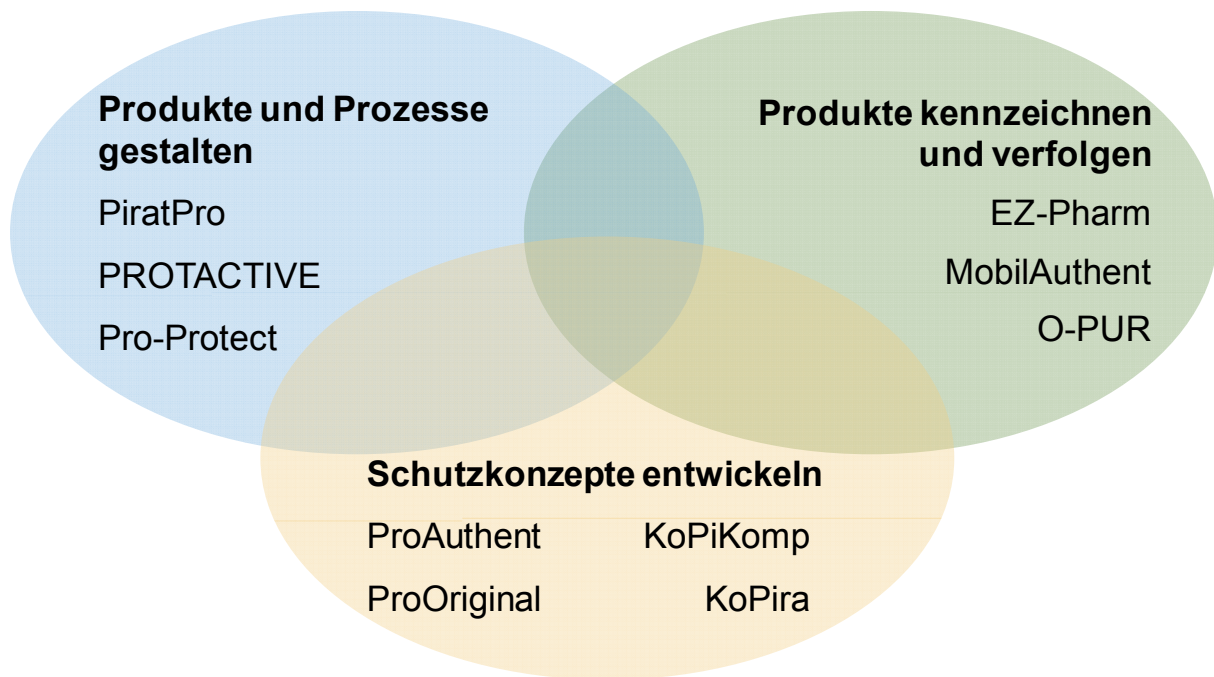 Produkte und Prozesse
gestalten
PiratPro
PROTACTIVE
Pro-Protect
Produkte kennzeichnen
und verfolgen
EZ-Pharm
MobilAuthent
O-PUR
Schutzkonzepte entwickeln
ProAuthent KoPiKomp
ProOriginal KoPira